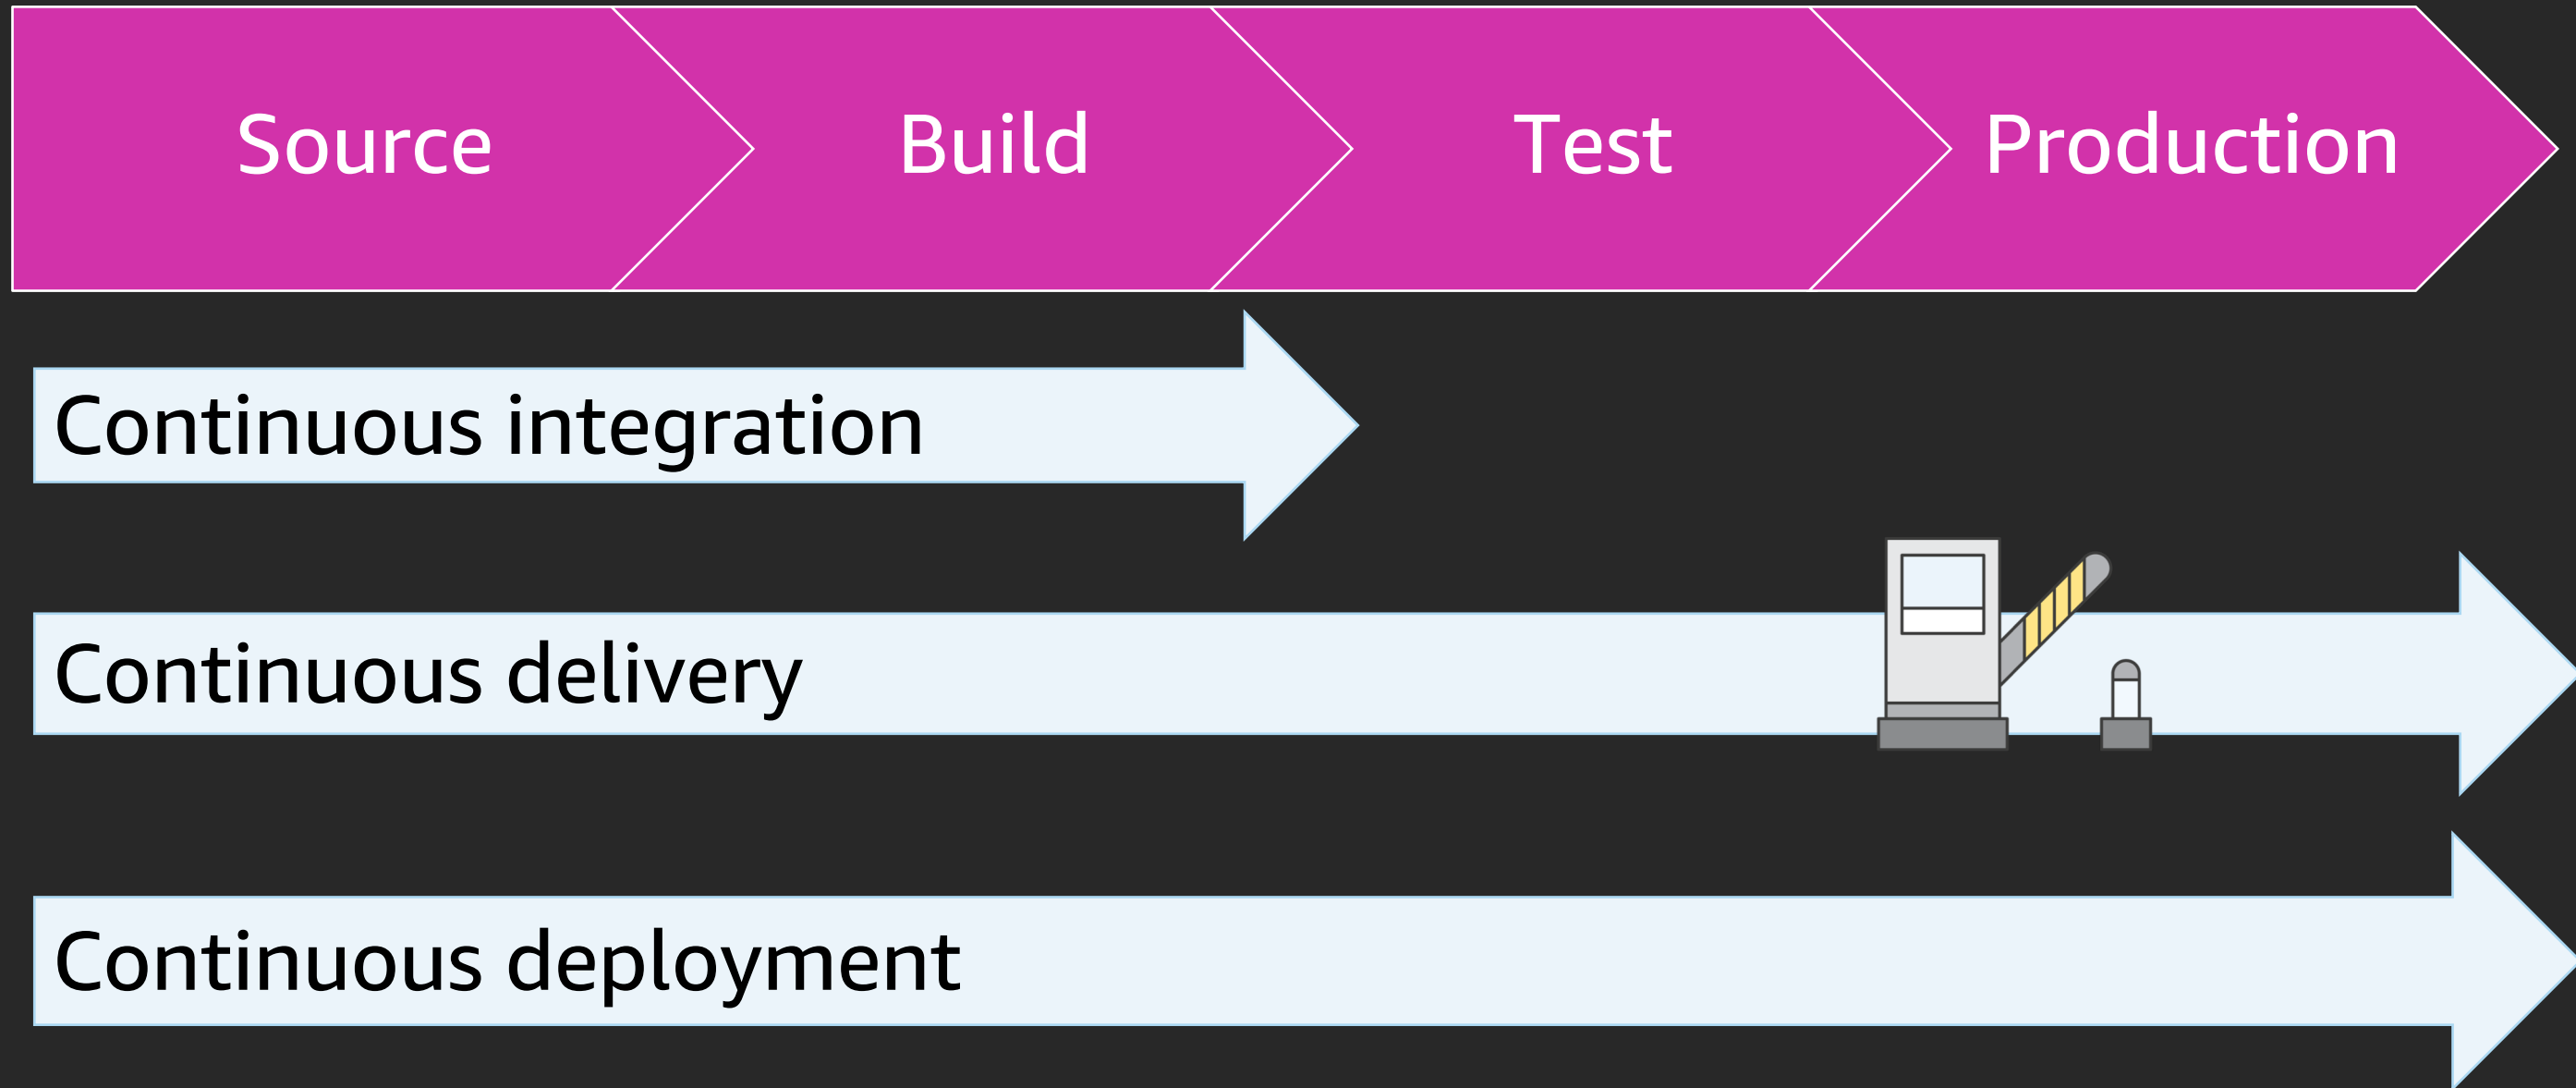 Source
Build
Test
Production
Continuous integration
Continuous delivery
Continuous deployment